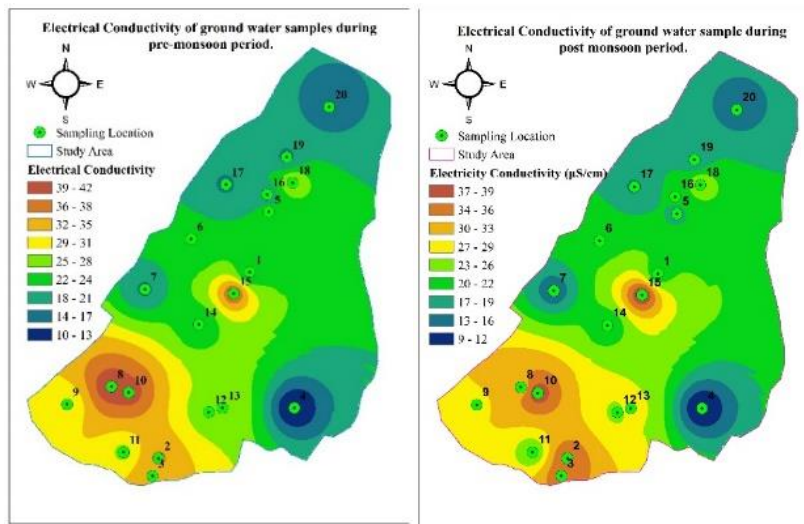 Electrical Conductivity of ground water samples during
pre-monsoon period.
N
W E
S
Sampling Location
Study Area
Electrical Conductivity
39 - 42
36 - 38
32 - 35
29 - 31
25 - 28
22 - 24
18 - 21
14 - 17
10 - 13
20
19
18
17
16
5
6
1
7
15
14
8
10
9
12 13
4
11
2
3
Electrical Conductivity of ground water sample during
post monsoon period.
N
W E
S
Sampling Location
Study Area
Electricity Conductivity (µS/cm)
37 - 39
34 - 36
30 - 33
27 - 29
23 - 26
20 - 22
17 - 19
13 - 16
9 - 12
20
19
18
17
16
5
6
1
7
15
14
8
10
9
12 13
4
11
2
3